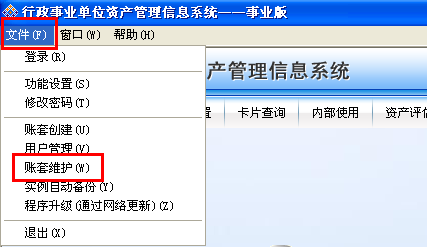 行政事业单位资产管理信息系统——事业版
文件(F) 窗口(W) 帮助(H)
登录(R)
功能设置(S)
产管理信息系统
修改密码(T)
卡片查询 内部使用 资产评估
账套创建(U)
用户管理(V)
账套维护(W)
实例自动备份(Y)
程序升级(通过网络更新)(Z)
退出(X)